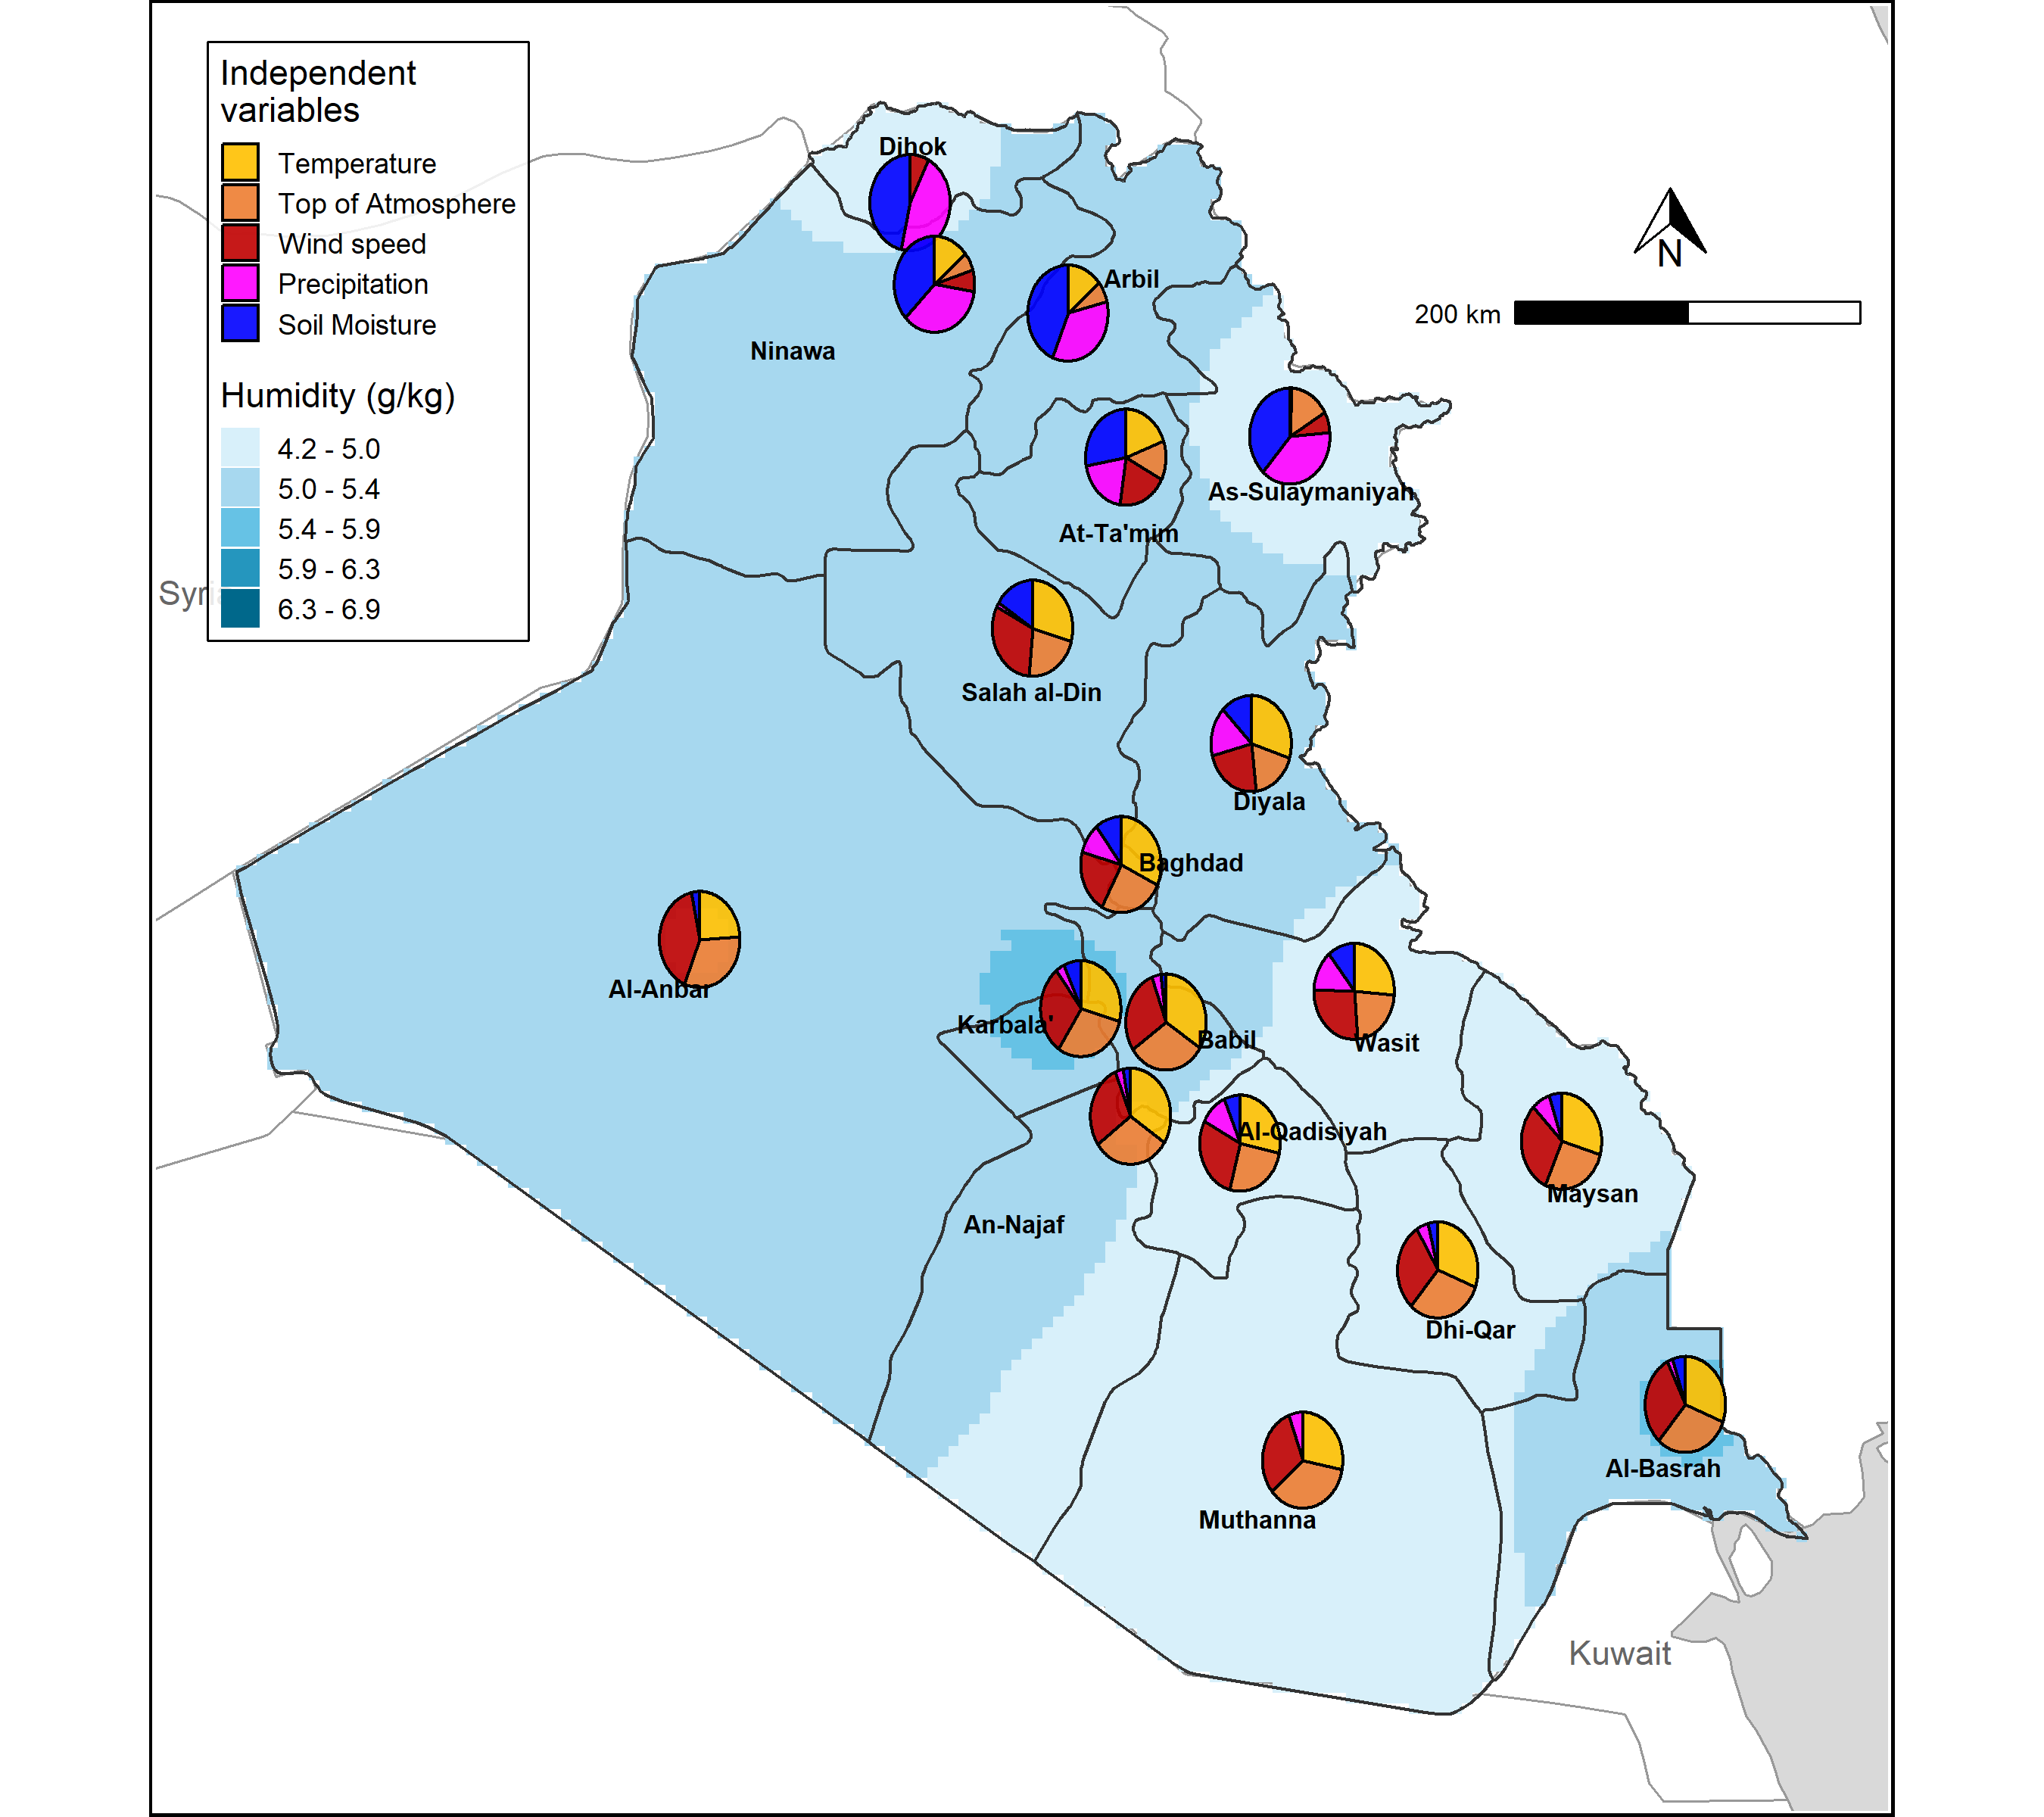 Independent
variables
Temperature
Top of Atmosphere
Wind speed
Precipitation
Soil Moisture
Humidity (g/kg)
4.2 - 5.0
5.0 - 5.4
5.4 - 5.9
5.9 - 6.3
6.3 - 6.9
N
200 km
Syria
Dihok
Arbil
Ninawa
As-Sulaymaniyah
At-Ta'mim
Salah al-Din
Diyala
Baghdad
Al-Anbar
Karbala'
Babil
Wasit
Al-Qadisiyah
Maysan
An-Najaf
Dhi-Qar
Al-Basrah
Muthanna
Kuwait